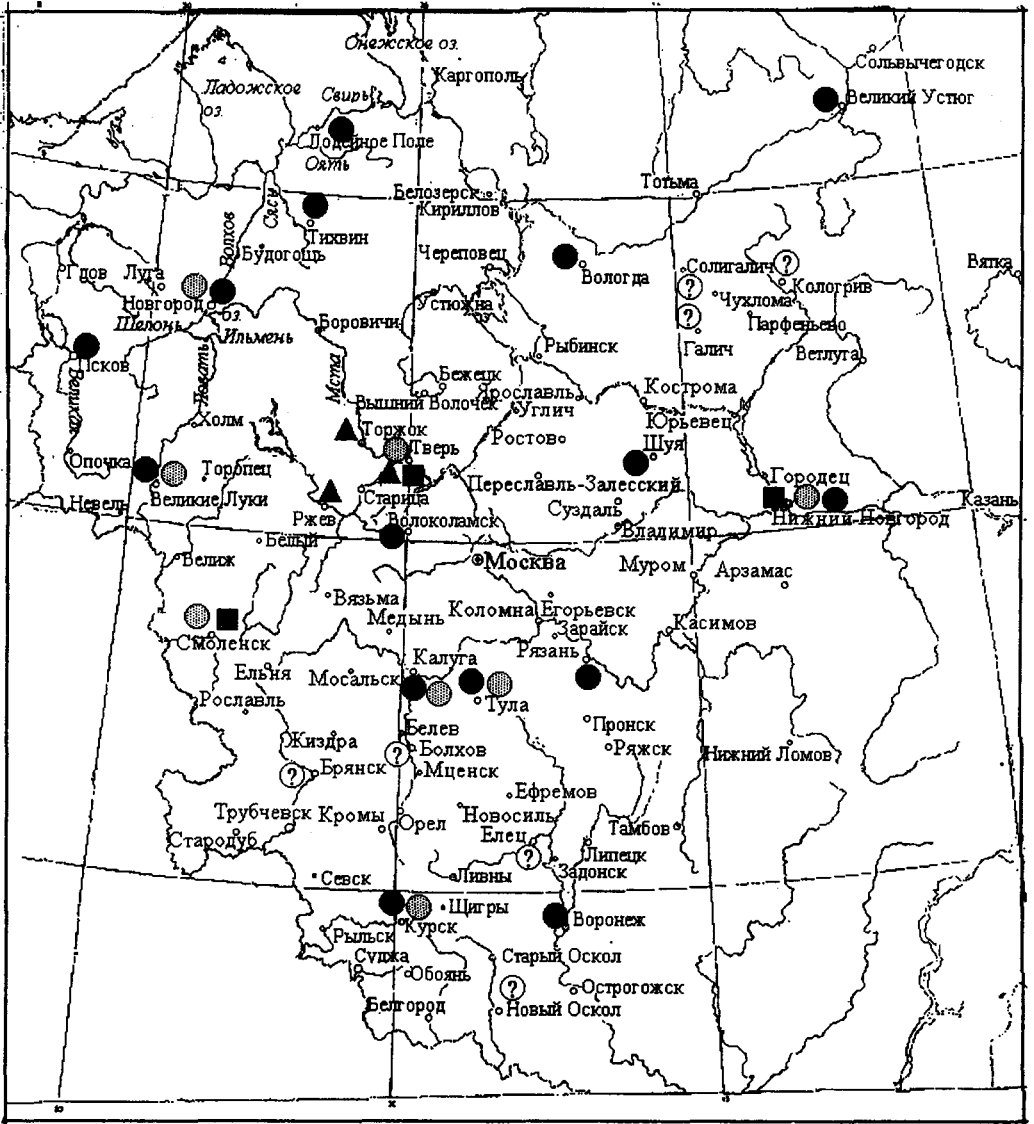 Онежское оз.
Каргополь
Сольвычегодск
Ладожское
оз.
Свирь
Великий Устюг
Лодейное Поле
Оять
Тотьма
Белозерск
Кириллов
Сясь
Волхов
Тихвин
Будогощь
Череповец
Вологда
Солигалич
?
Вятка
Гдов
Луга
Новгород
Устюжна
оз.
?
Чухлома
Кологрив
Шелонь
оз.
Ильмень
Боровичи
?
Парфеньево
Псков
Рыбинск
Галич
Ветлуга
Великая
Ловать
Мста
Бежецк
Вышний Волочек
Ярославль
Углич
Кострома
Юрьевец
Холм
Торжок
Тверь
Ростов
Шуя
Опочка
Торопец
Великие Луки
Старица
Переславль-Залесский
Городец
Невель
Ржев
Волоколамск
Суздаль
Владимир
Нижний Новгород
Казань
Белый
Велиж
Москва
Муром
Арзамас
Вязьма
Медынь
Коломна
Егорьевск
Зарайск
Касимов
Смоленск
Ельня
Мосальск
Калуга
Рязань
Рославль
Тула
Пронск
Белев
Жиздра
Болхов
?
Ряжск
Нижний Ломов
?
Брянск
Мценск
Ефремов
Трубчевск
Кромы
Орел
Новосиль
Елец
Тамбов
Стародуб
?
Липецк
Задонск
Севск
Ливны
Щигры
Воронеж
Курск
Рыльск
Суджа
Старый Оскол
Обоянь
?
Острогожск
Белгород
Новый Оскол